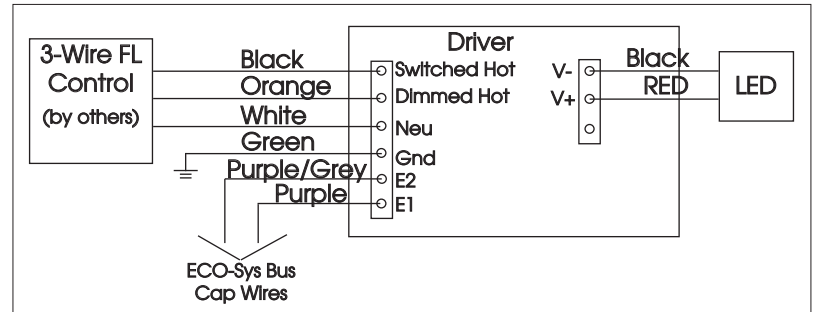 3-Wire FL
Control
(by others)
Black
Orange
White
Green
Purple/Grey
Purple
ECO-Sys Bus
Cap Wires
Driver
Switched Hot
Dimmed Hot
Neu
Gnd
E2
E1
V-
V+
Black
RED
LED